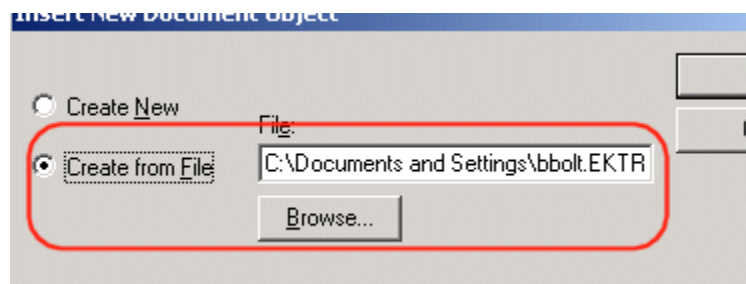 Insert New Document Object
Create New
File:
Create from File
C:\Documents and Settings\bbolt.EKTR
Browse...